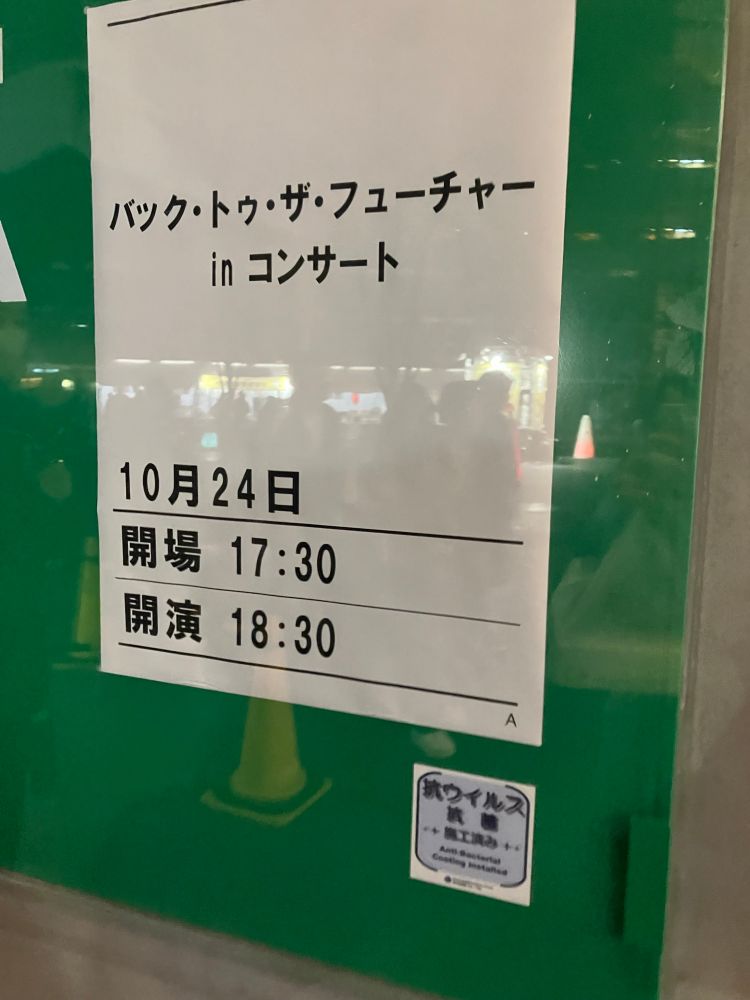 バック・トゥ・ザ・フューチャー
in コンサート
10月24日
開場 17:30
開演 18:30
A
抗ウイルス
抗菌
施工済み
Anti-Bacterial
Coating Installed